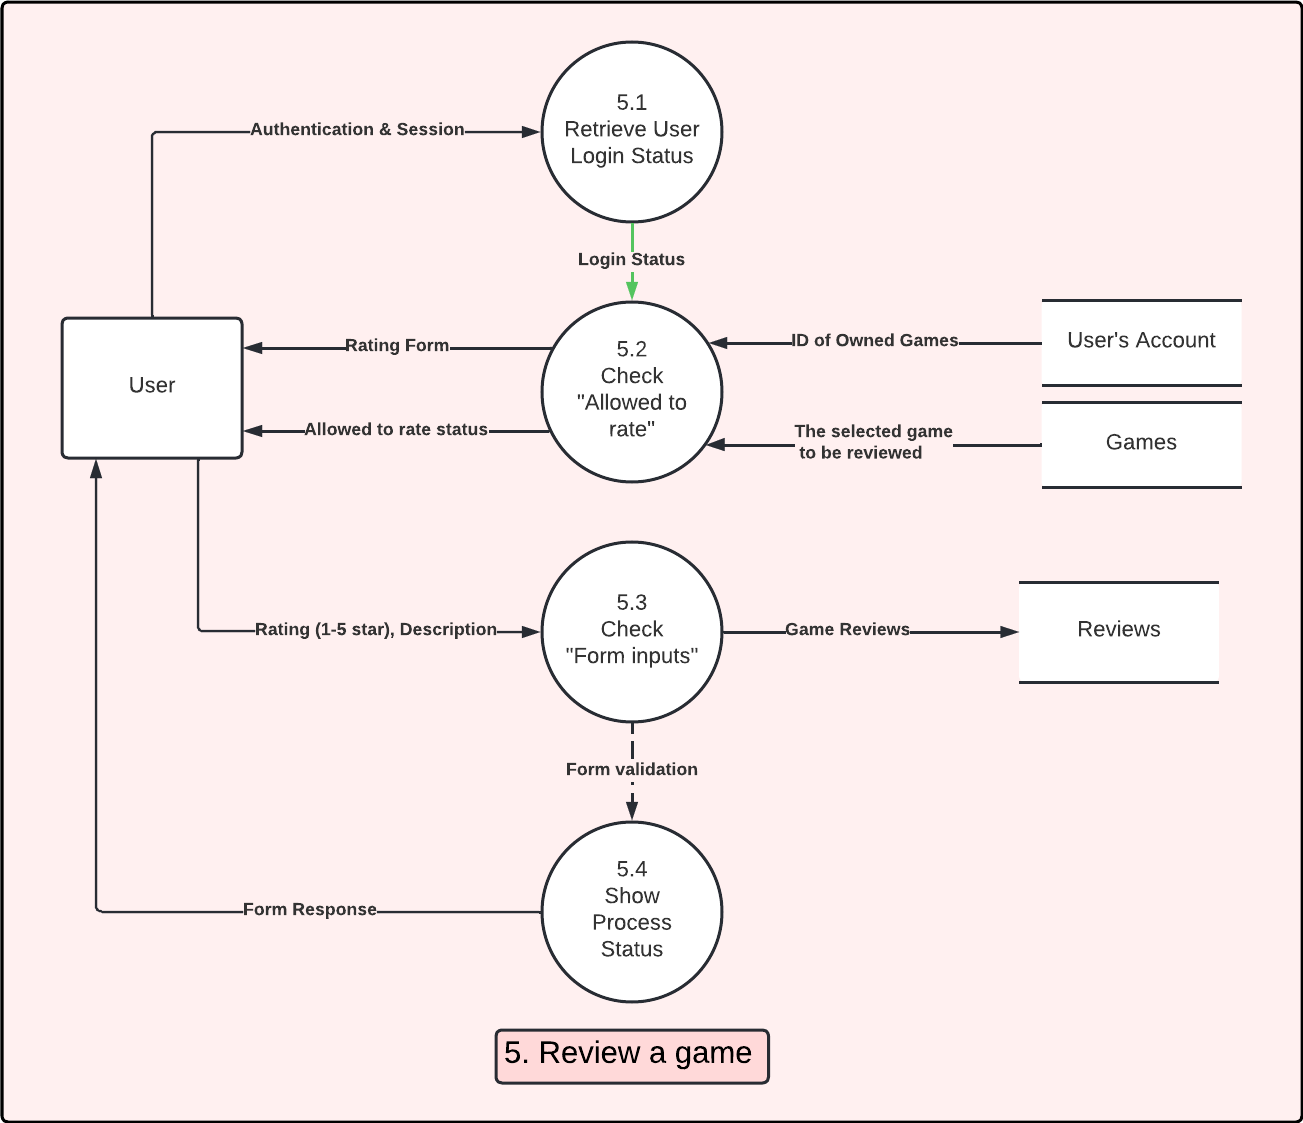 5.1
Retrieve User
Login Status
Authentication & Session
Login Status
User
Rating Form
Allowed to rate status
5.2
Check
"Allowed to
rate"
ID of Owned Games
User's Account
The selected game
to be reviewed
Games
Rating (1-5 star), Description
5.3
Check
"Form inputs"
Game Reviews
Reviews
Form validation
5.4
Show
Process
Status
Form Response
5. Review a game